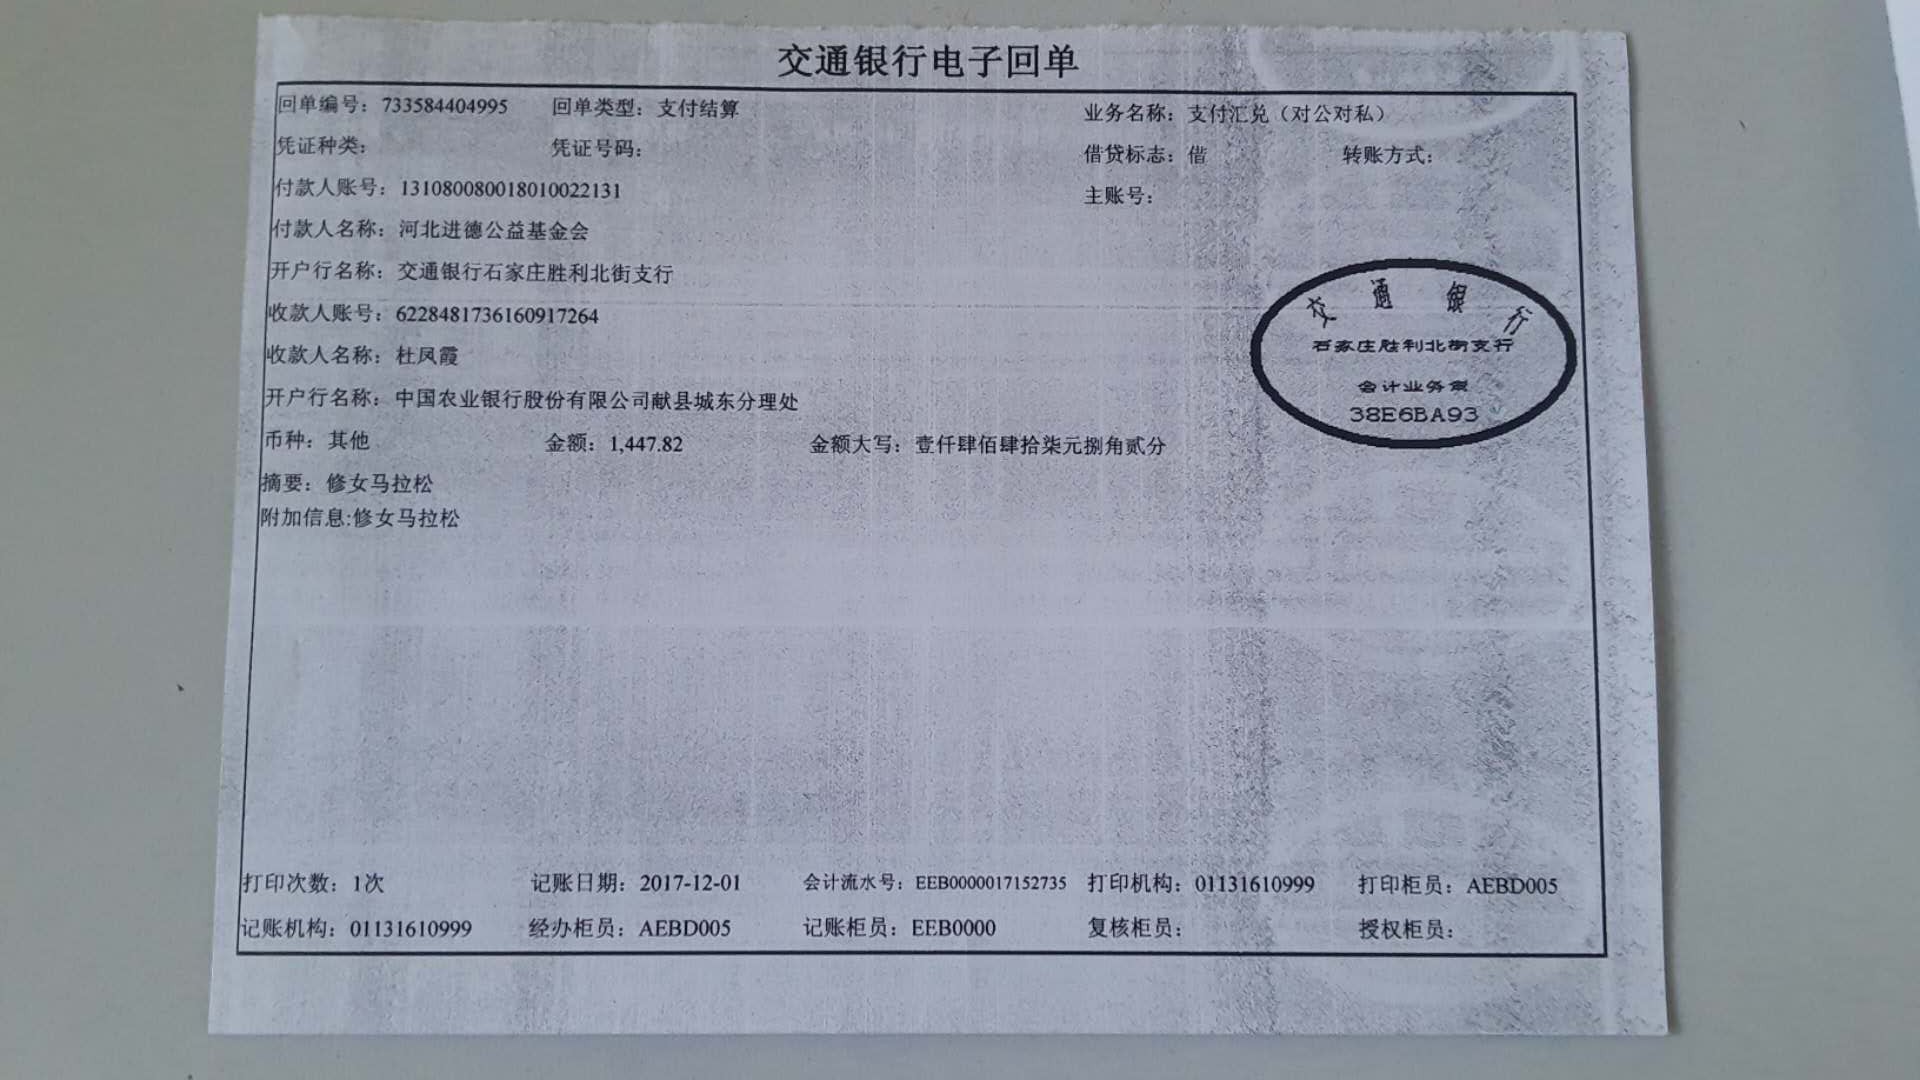 交通银行电子回单
回单编号：733584404995 回单类型：支付结算 业务名称：支付汇兑（对公对私）
凭证种类： 凭证号码： 借贷标志：借 转账方式：
付款人账号：131080080018010022131 主账号：
付款人名称：河北进德公益基金会
开户行名称：交通银行石家庄胜利北街支行
收款人账号：6228481736160917264
收款人名称：杜凤霞
开户行名称：中国农业银行股份有限公司献县城东分理处
币种：其他 金额：1,447.82 金额大写：壹仟肆佰肆拾柒元捌角贰分
摘要：修女马拉松
附加信息:修女马拉松
交通银行
石家庄胜利北街支行
会计业务章
38E6BA93
打印次数：1次 记账日期：2017-12-01 会计流水号：EEB0000017152735 打印机构：01131610999 打印柜员：AEBD005
记账机构：01131610999 经办柜员：AEBD005 记账柜员：EEB0000 复核柜员： 授权柜员：